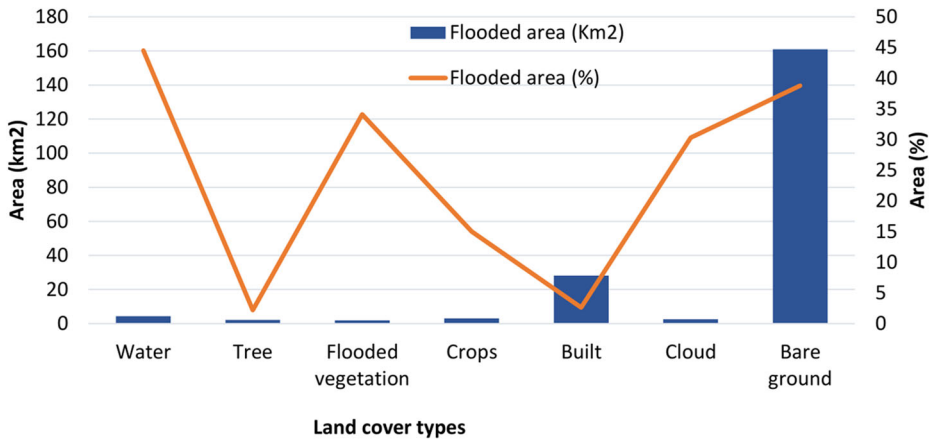 180
160
140
120
100
80
60
40
20
0
Area (km2)
Flooded area (Km2)
Flooded area (%)
50
45
40
35
30
25
20
15
10
5
0
Area (%)
Water
Tree
Flooded
vegetation
Crops
Built
Cloud
Bare
ground
Land cover types